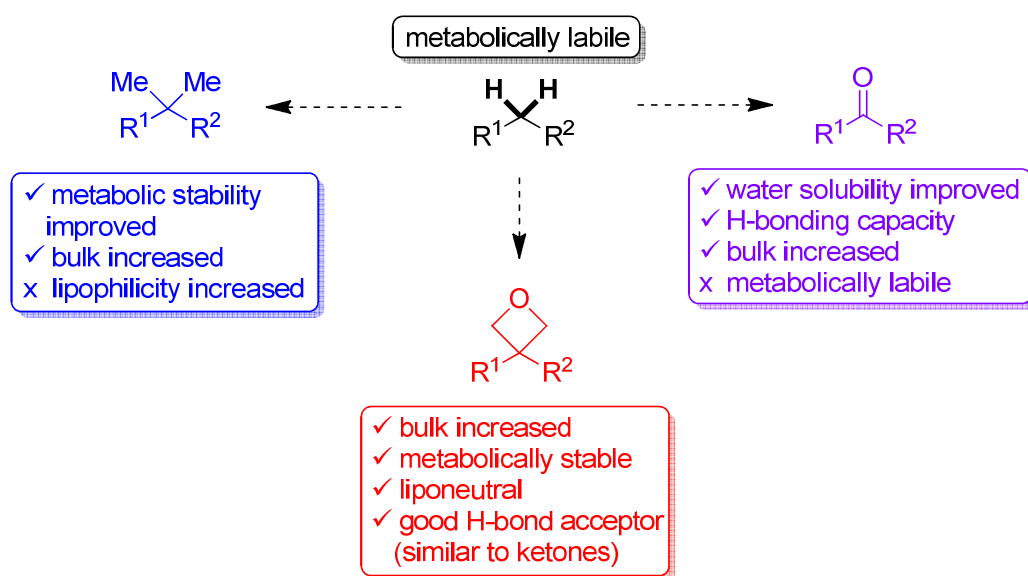 metabolically labile
Me Me
R¹ R²
H H
R¹ R²
O
R¹ R²
✓ metabolic stability
improved
✓ bulk increased
x lipophilicity increased
✓ water solubility improved
✓ H-bonding capacity
✓ bulk increased
x metabolically labile
O
R¹ R²
✓ bulk increased
✓ metabolically stable
✓ liponeutral
✓ good H-bond acceptor
(similar to ketones)